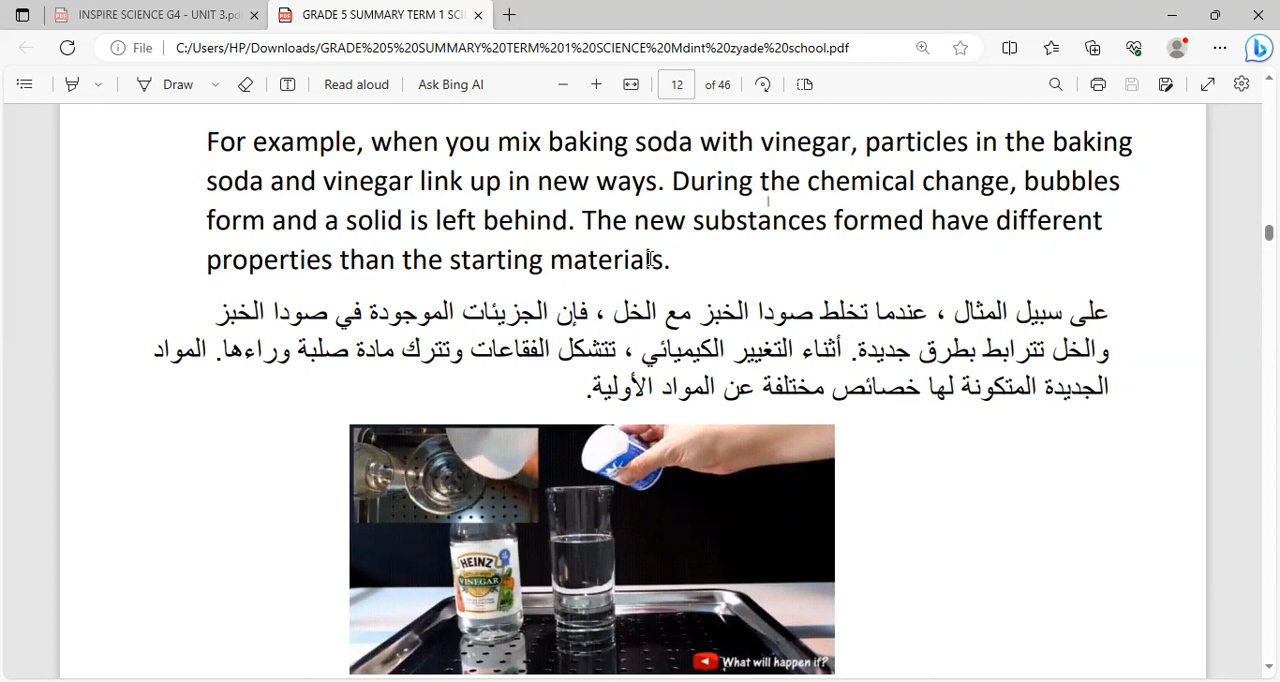 INSPIRE SCIENCE G4 - UNIT 3.pd
GRADE 5 SUMMARY TERM 1 SCI
File
C:/Users/HP/Downloads/GRADE%205%20SUMMARY%20TERM%201%20SCIENCE%20Mdint%20zyade%20school.pdf
Draw
Read aloud
Ask Bing AI
12
of 46
For example, when you mix baking soda with vinegar, particles in the baking
soda and vinegar link up in new ways. During the chemical change, bubbles
form and a solid is left behind. The new substances formed have different
properties than the starting materials.
على سبيل المثال ، عندما تخلط صودا الخبز مع الخل ، فإن الجزيئات الموجودة في صودا الخبز
والخل تترابط بطرق جديدة. أثناء التغيير الكيميائي ، تتشكل الفقاعات وتترك مادة صلبة وراءها. المواد
الجديدة المتكونة لها خصائص مختلفة عن المواد الأولية.
HEINZ
VINEGAR
What will happen if?